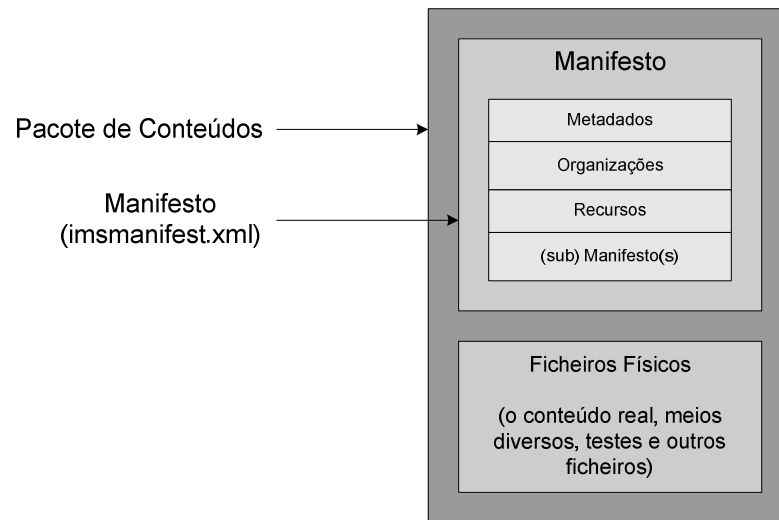 Pacote de Conteúdos
Manifesto
(imsmanifest.xml)
Manifesto
Metadados
Organizações
Recursos
(sub) Manifesto(s)
Ficheiros Físicos
(o conteúdo real, meios
diversos, testes e outros
ficheiros)